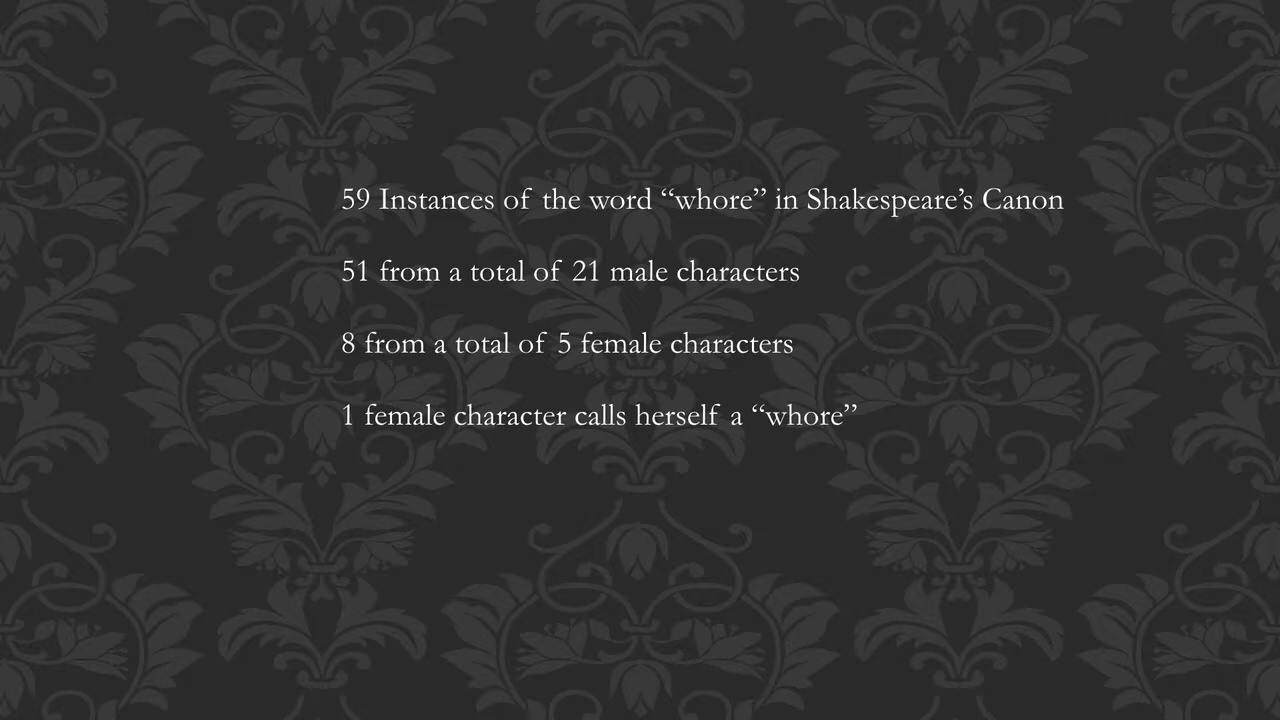 59 Instances of the word “whore” in Shakespeare’s Canon
51 from a total of 21 male characters
8 from a total of 5 female characters
1 female character calls herself a “whore”